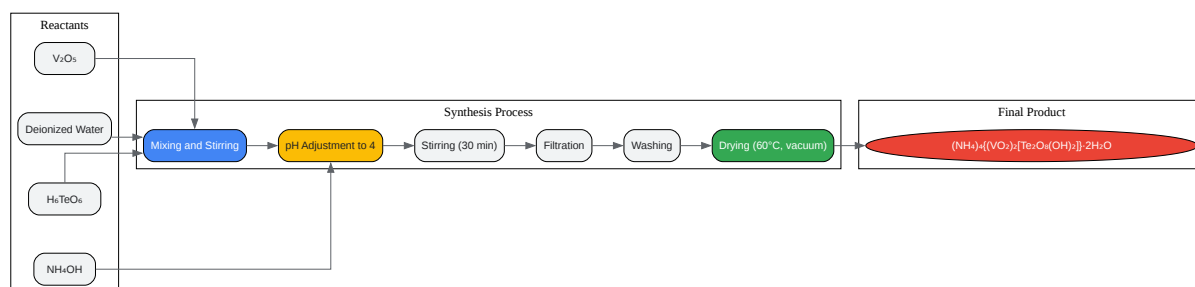 Reactants
V₂O₅
Deionized Water
H₆TeO₆
NH₄OH
Synthesis Process
Mixing and Stirring
pH Adjustment to 4
Stirring (30 min)
Filtration
Washing
Drying (60°C, vacuum)
Final Product
(NH₄)₄{(VO₂)₂[Te₂O₈(OH)₂]}·2H₂O